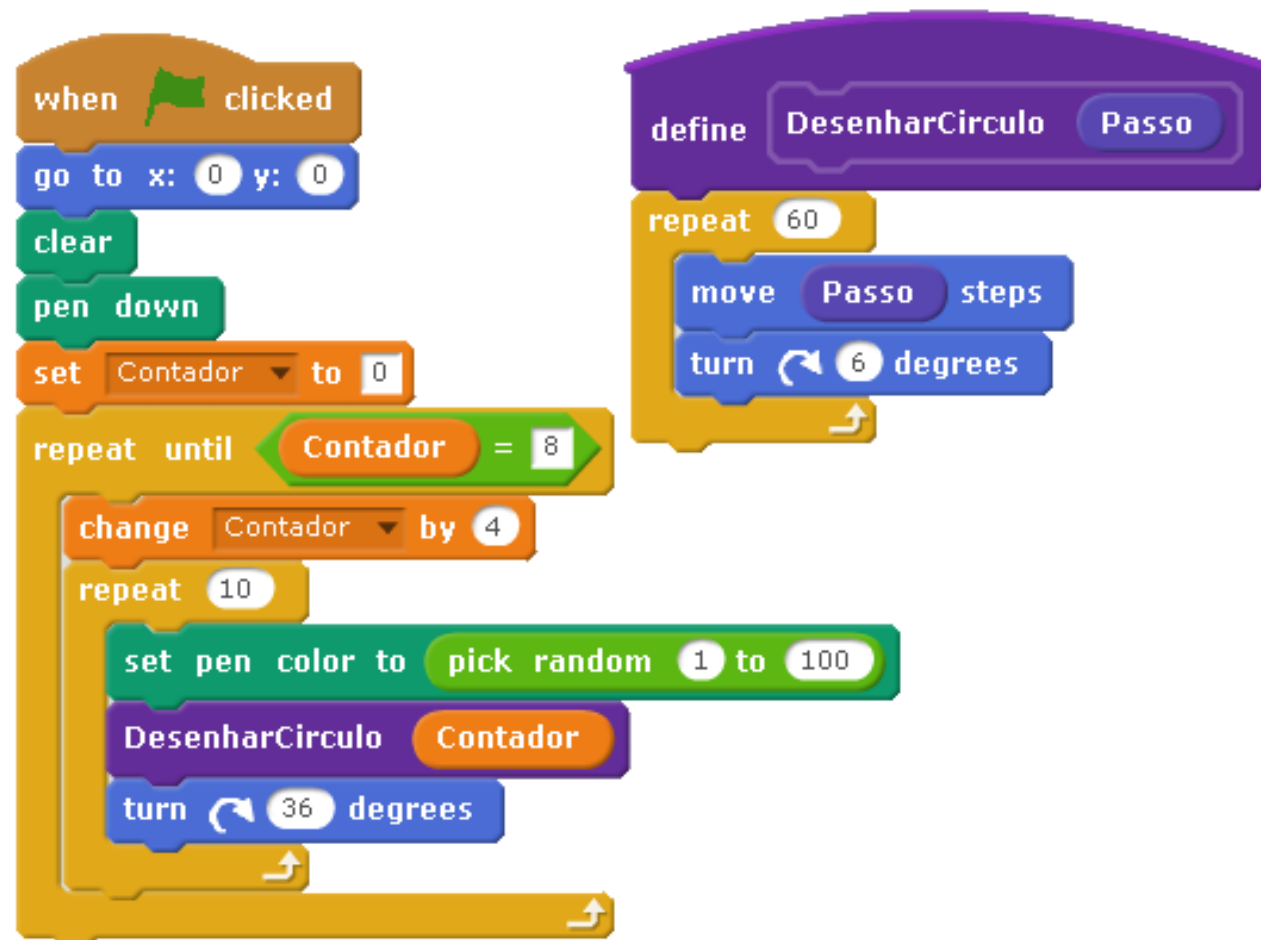 when clicked
go to x: 0 y: 0
clear
pen down
set Contador to 0
repeat until Contador = 8
change Contador by 4
repeat 10
set pen color to pick random 1 to 100
DesenharCirculo Contador
turn 36 degrees
define DesenharCirculo Passo
repeat 60
move Passo steps
turn 6 degrees